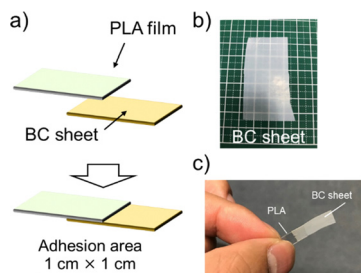 a)
PLA film
BC sheet
Adhesion area
1 cm × 1 cm
b)
BC sheet
c)
BC sheet
PLA